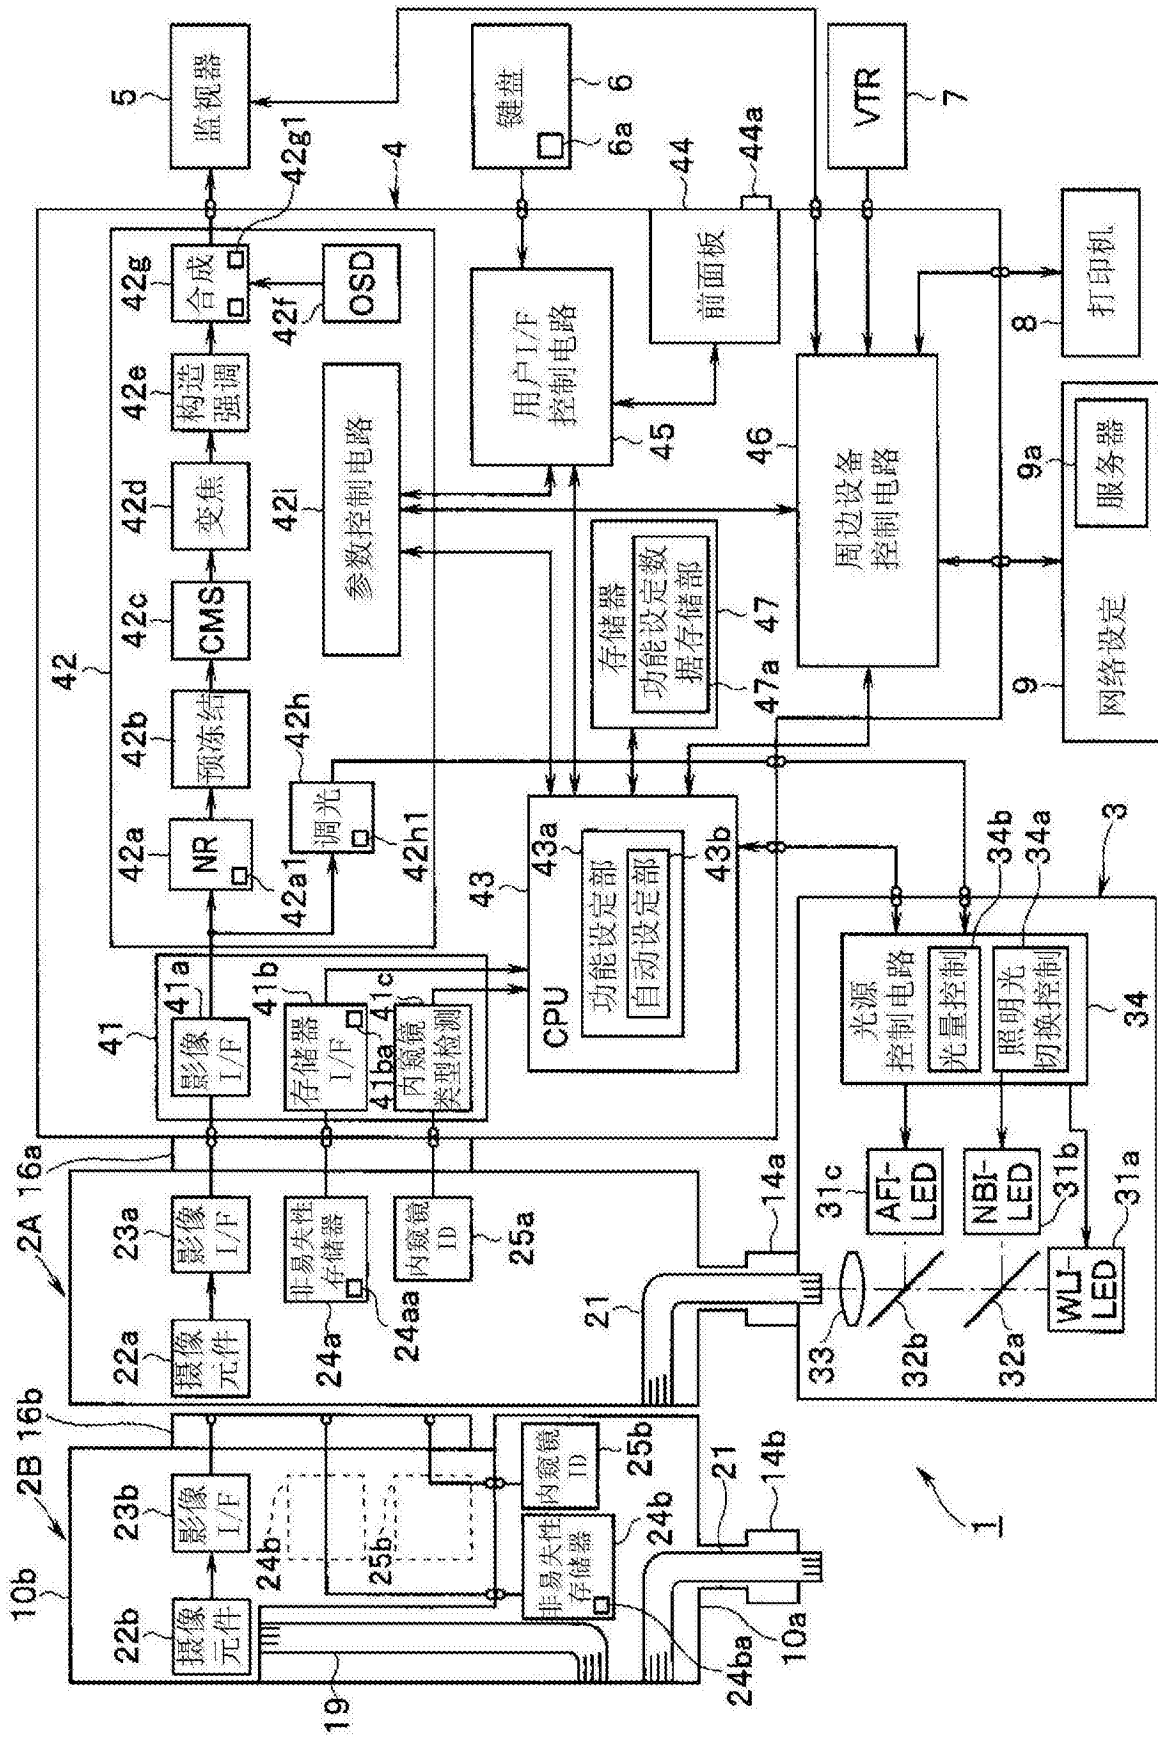 2B
10b
16b
22b
摄像
元件
23b
影像
I/F
24b
25b
内窥镜
ID
25b
非易失性
存储器
24b
24ba
19
10a
21
14b
2A
16a
22a
摄像
元件
23a
影像
I/F
非易失性
存储器
24a
24aa
内窥镜
ID
25a
21
14a
41
41a
影像
I/F
41b
存储器
I/F
41ba
41c
内窥镜
类型检测
42
42a
NR
42a1
42b
预冻结
42c
CMS
42d
变焦
42e
构造
强调
42g
合成
42g1
42f
OSD
42h
调光
42h1
42i
参数控制电路
4
5
监视器
键盘
6
6a
VTR
7
43
CPU
43a
功能设定部
自动设定部
43b
存储器
功能设定数
据存储部
47
47a
用户I/F
控制电路
45
前面板
44
44a
46
周边设备
控制电路
打印机
8
9
网络设定
9a
服务器
3
光源
控制电路
光量控制
34b
照明光
切换控制
34a
34
AFI-
LED
31c
NBI-
LED
31b
WLI-
LED
31a
33
32b
32a
1